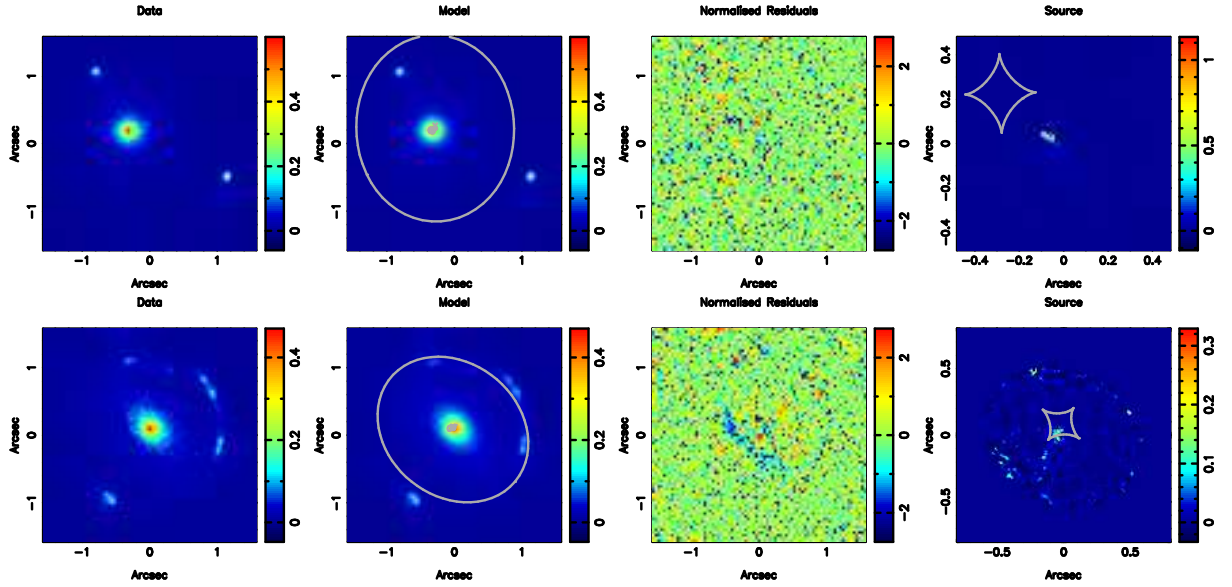 Data Model Normalised Residuals Source
Arcsec 1 0 −1 0.4 0.2 0 Arcsec 1 0 −1 0.4 0.2 0 Arcsec 1 0 −1 2 0 −2 Arcsec 0.4 0.2 0 −0.2 −0.4 1 0.5 0
−1 0 1 −1 0 1 −1 0 1 −0.4 −0.2 0 0.2 0.4
Arcsec Arcsec Arcsec Arcsec
Data Model Normalised Residuals Source
Arcsec 1 0 −1 0.4 0.2 0 Arcsec 1 0 −1 0.4 0.2 0 Arcsec 1 0 −1 2 0 −2 Arcsec 0.5 0 −0.5 0.3 0.2 0.1 0
−1 0 1 −1 0 1 −1 0 1 −0.5 0 0.5
Arcsec Arcsec Arcsec Arcsec